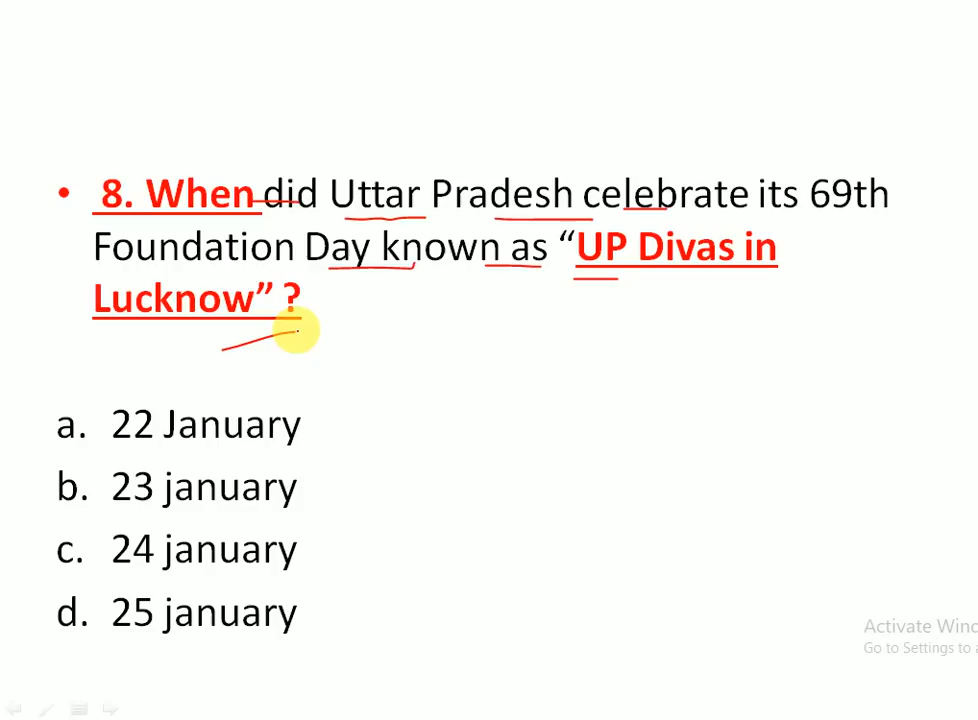 • 8. When did Uttar Pradesh celebrate its 69th
Foundation Day known as “UP Divas in
Lucknow” ?
a. 22 January
b. 23 january
c. 24 january
d. 25 january
Activate Winc
Go to Settings to a